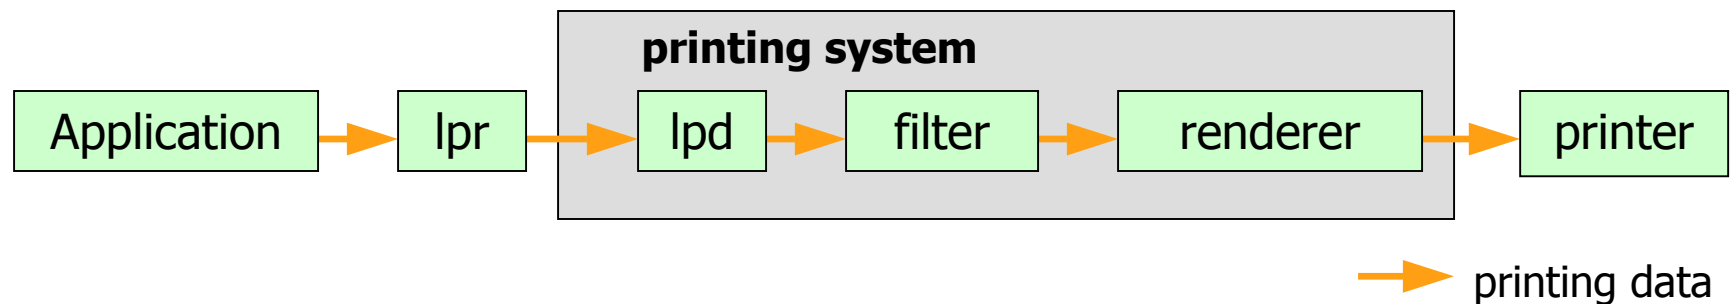 printing system
Application lpr lpd filter renderer printer
printing data